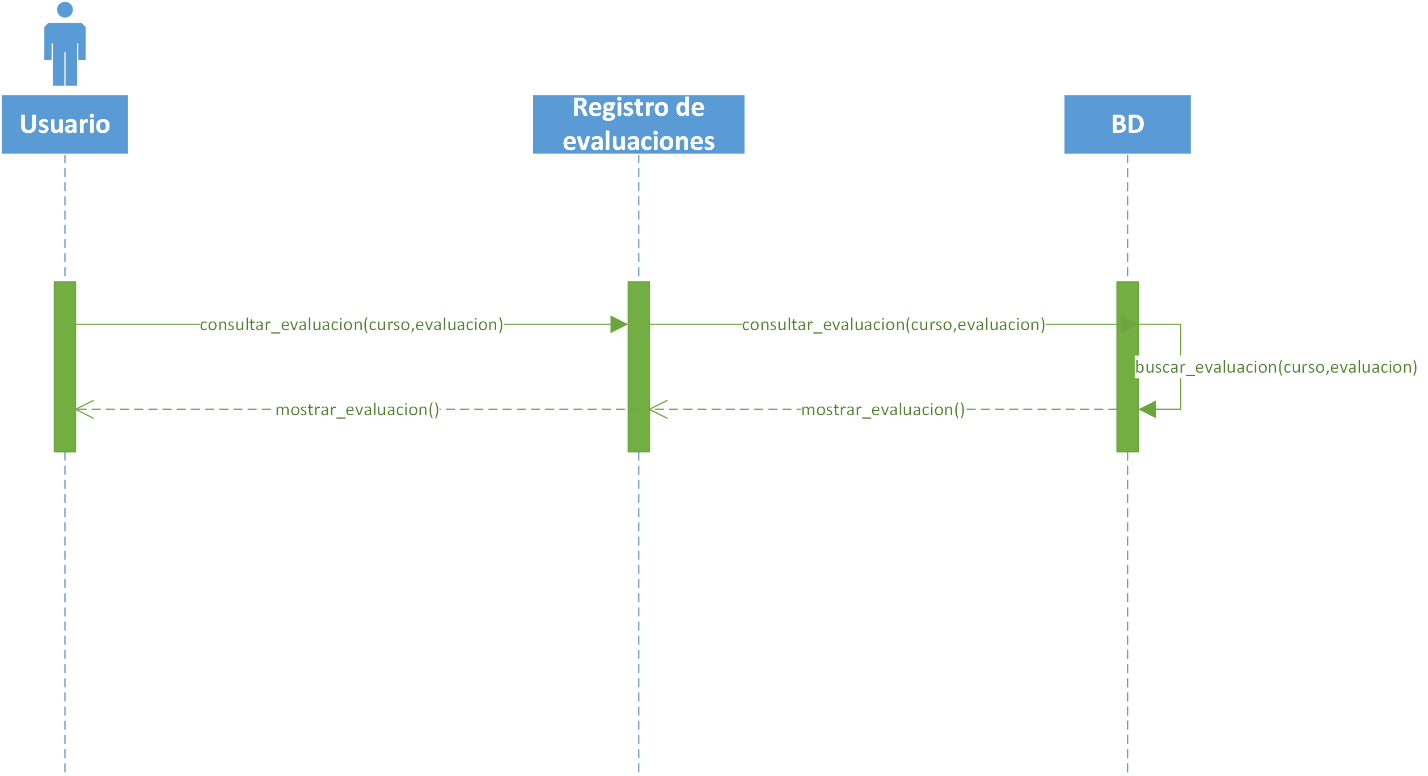 Usuario
Registro de
evaluaciones
BD
consultar_evaluacion(curso,evaluacion)
consultar_evaluacion(curso,evaluacion)
buscar_evaluacion(curso,evaluacion)
mostrar_evaluacion()
mostrar_evaluacion()